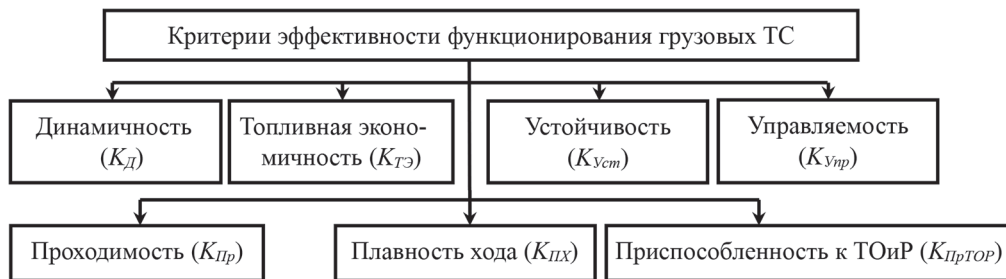 Критерии эффективности функционирования грузовых ТС
Динамичность
(K_Д)
Топливная эконо-
мичность (K_ТЭ)
Устойчивость
(K_Уст)
Управляемость
(K_Упр)
Проходимость (K_Пр)
Плавность хода (K_ПХ)
Приспособленность к ТОиР (K_ПрТОР)